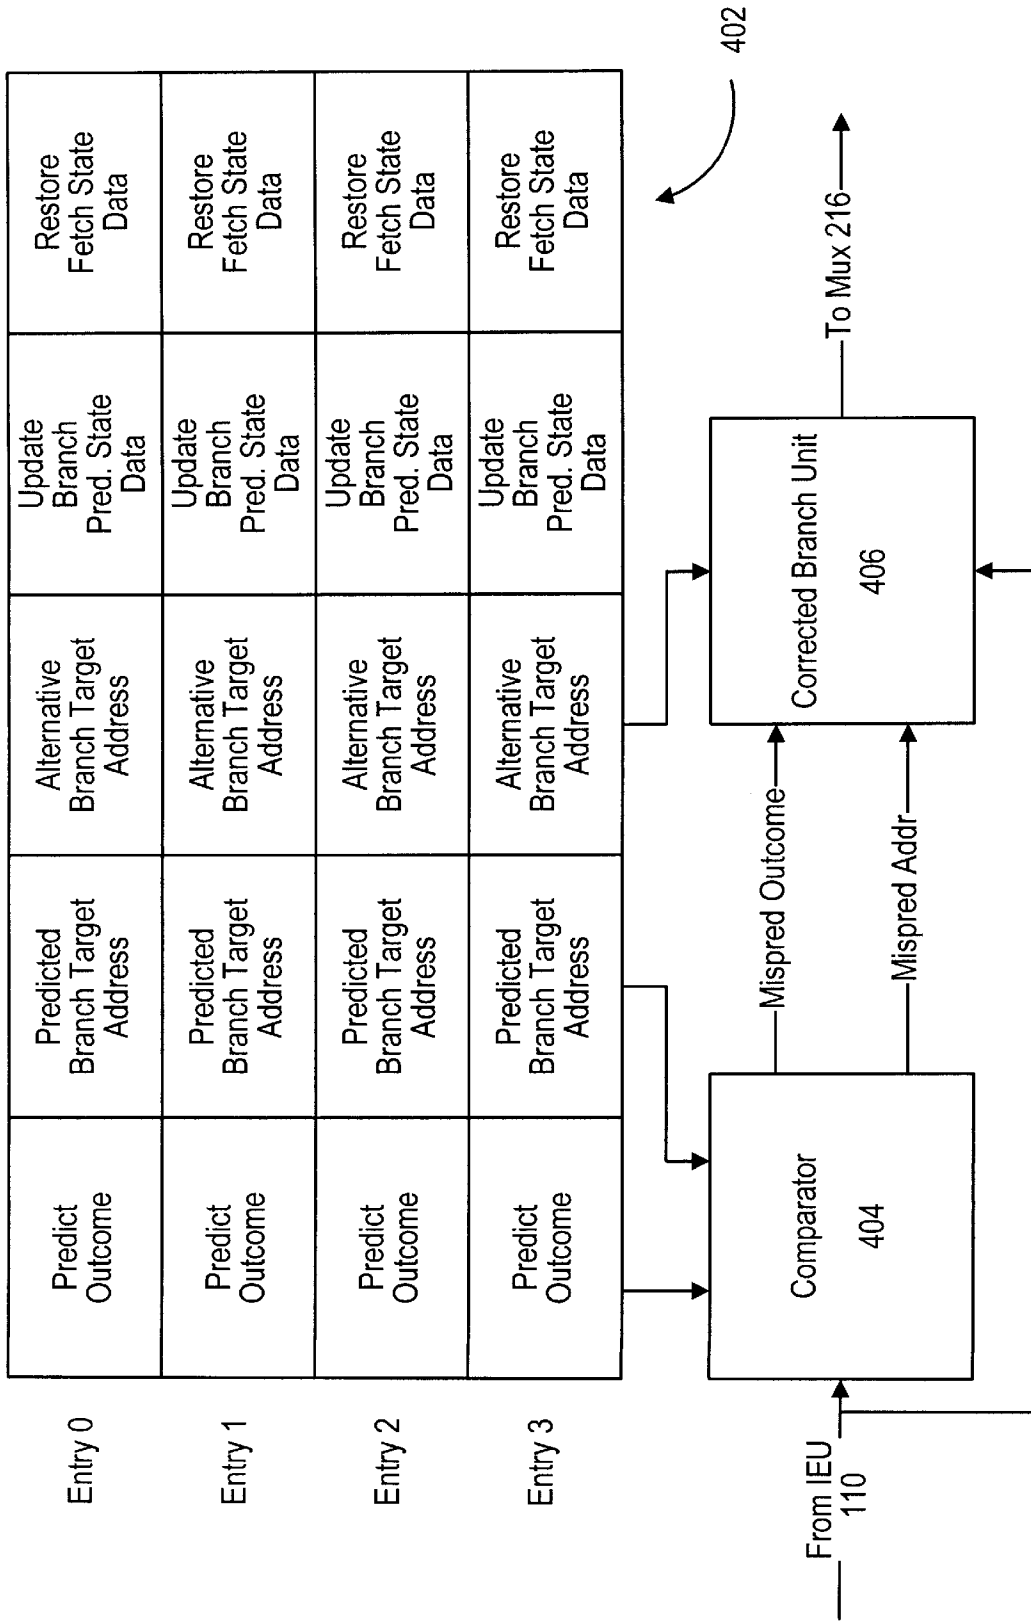 Entry 0
Predict
Outcome
Predicted
Branch Target
Address
Alternative
Branch Target
Address
Update
Branch
Pred. State
Data
Restore
Fetch State
Data
Entry 1
Predict
Outcome
Predicted
Branch Target
Address
Alternative
Branch Target
Address
Update
Branch
Pred. State
Data
Restore
Fetch State
Data
Entry 2
Predict
Outcome
Predicted
Branch Target
Address
Alternative
Branch Target
Address
Update
Branch
Pred. State
Data
Restore
Fetch State
Data
Entry 3
Predict
Outcome
Predicted
Branch Target
Address
Alternative
Branch Target
Address
Update
Branch
Pred. State
Data
Restore
Fetch State
Data
402
From IEU
110
Comparator
404
Mispred Outcome
Mispred Addr
Corrected Branch Unit
406
To Mux 216